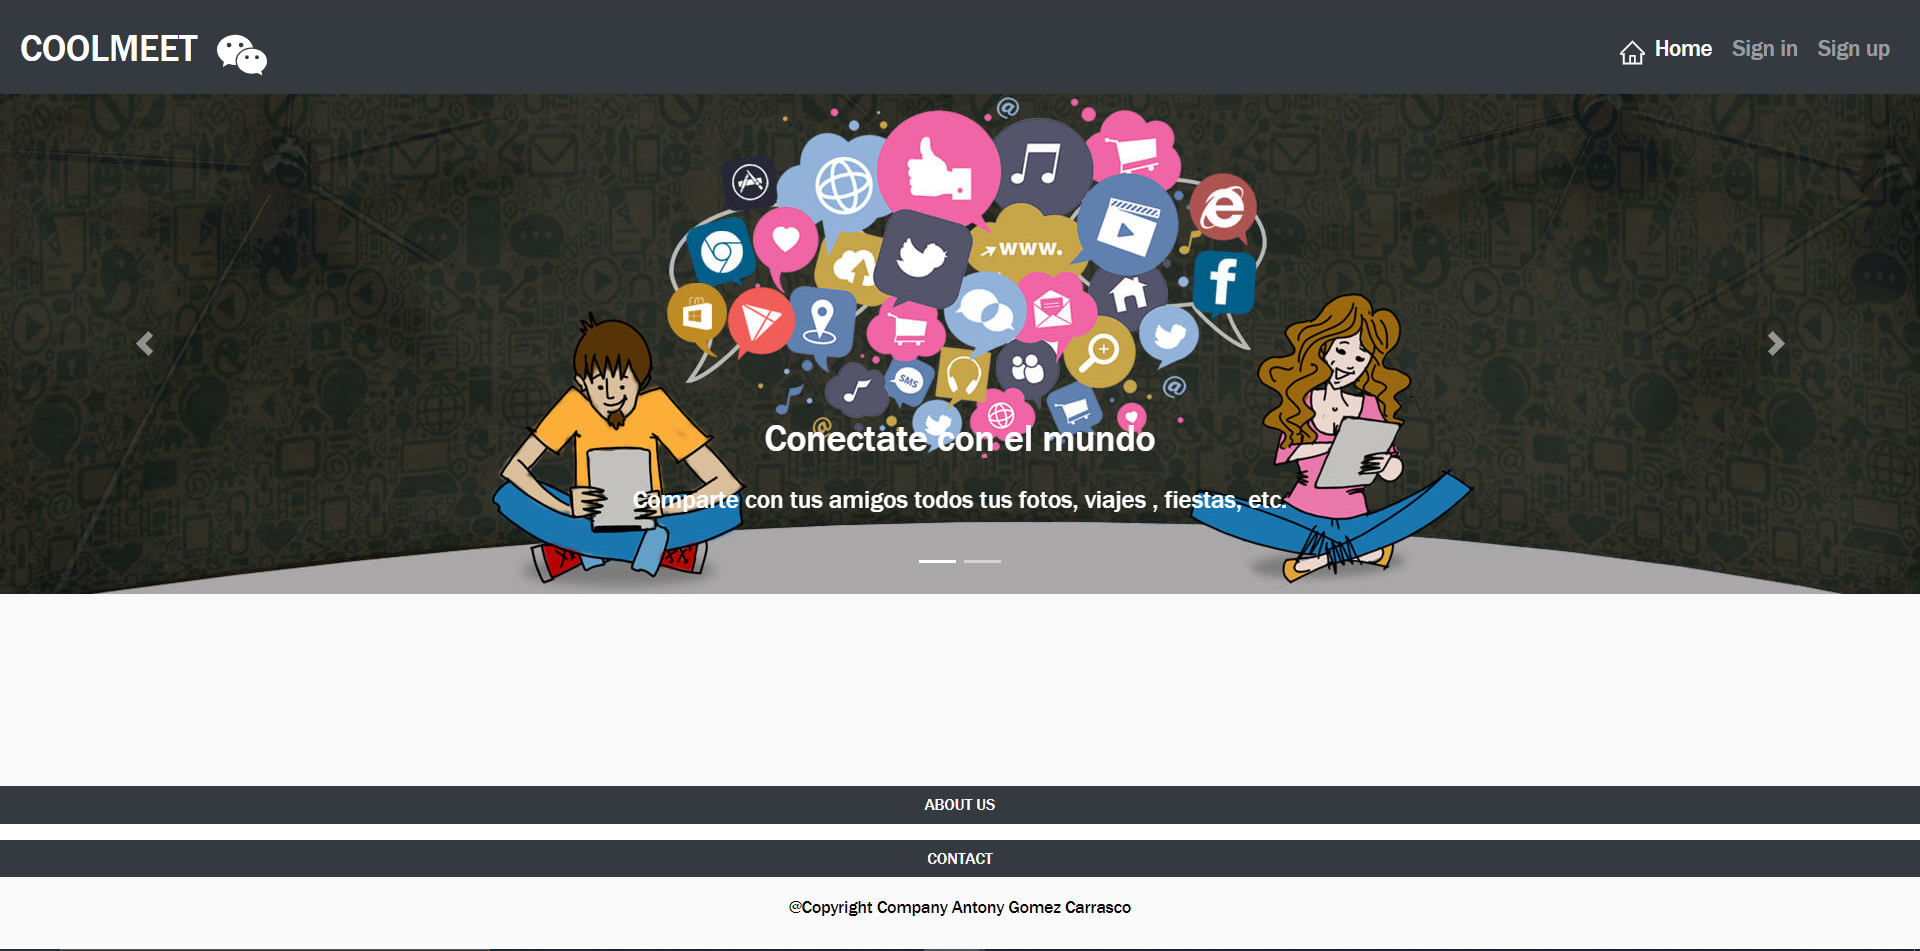 COOLMEET
Home Sign in Sign up
www.
SMS
Conectate con el mundo
Comparte con tus amigos todos tus fotos, viajes , fiestas, etc.
ABOUT US
CONTACT
@Copyright Company Antony Gomez Carrasco